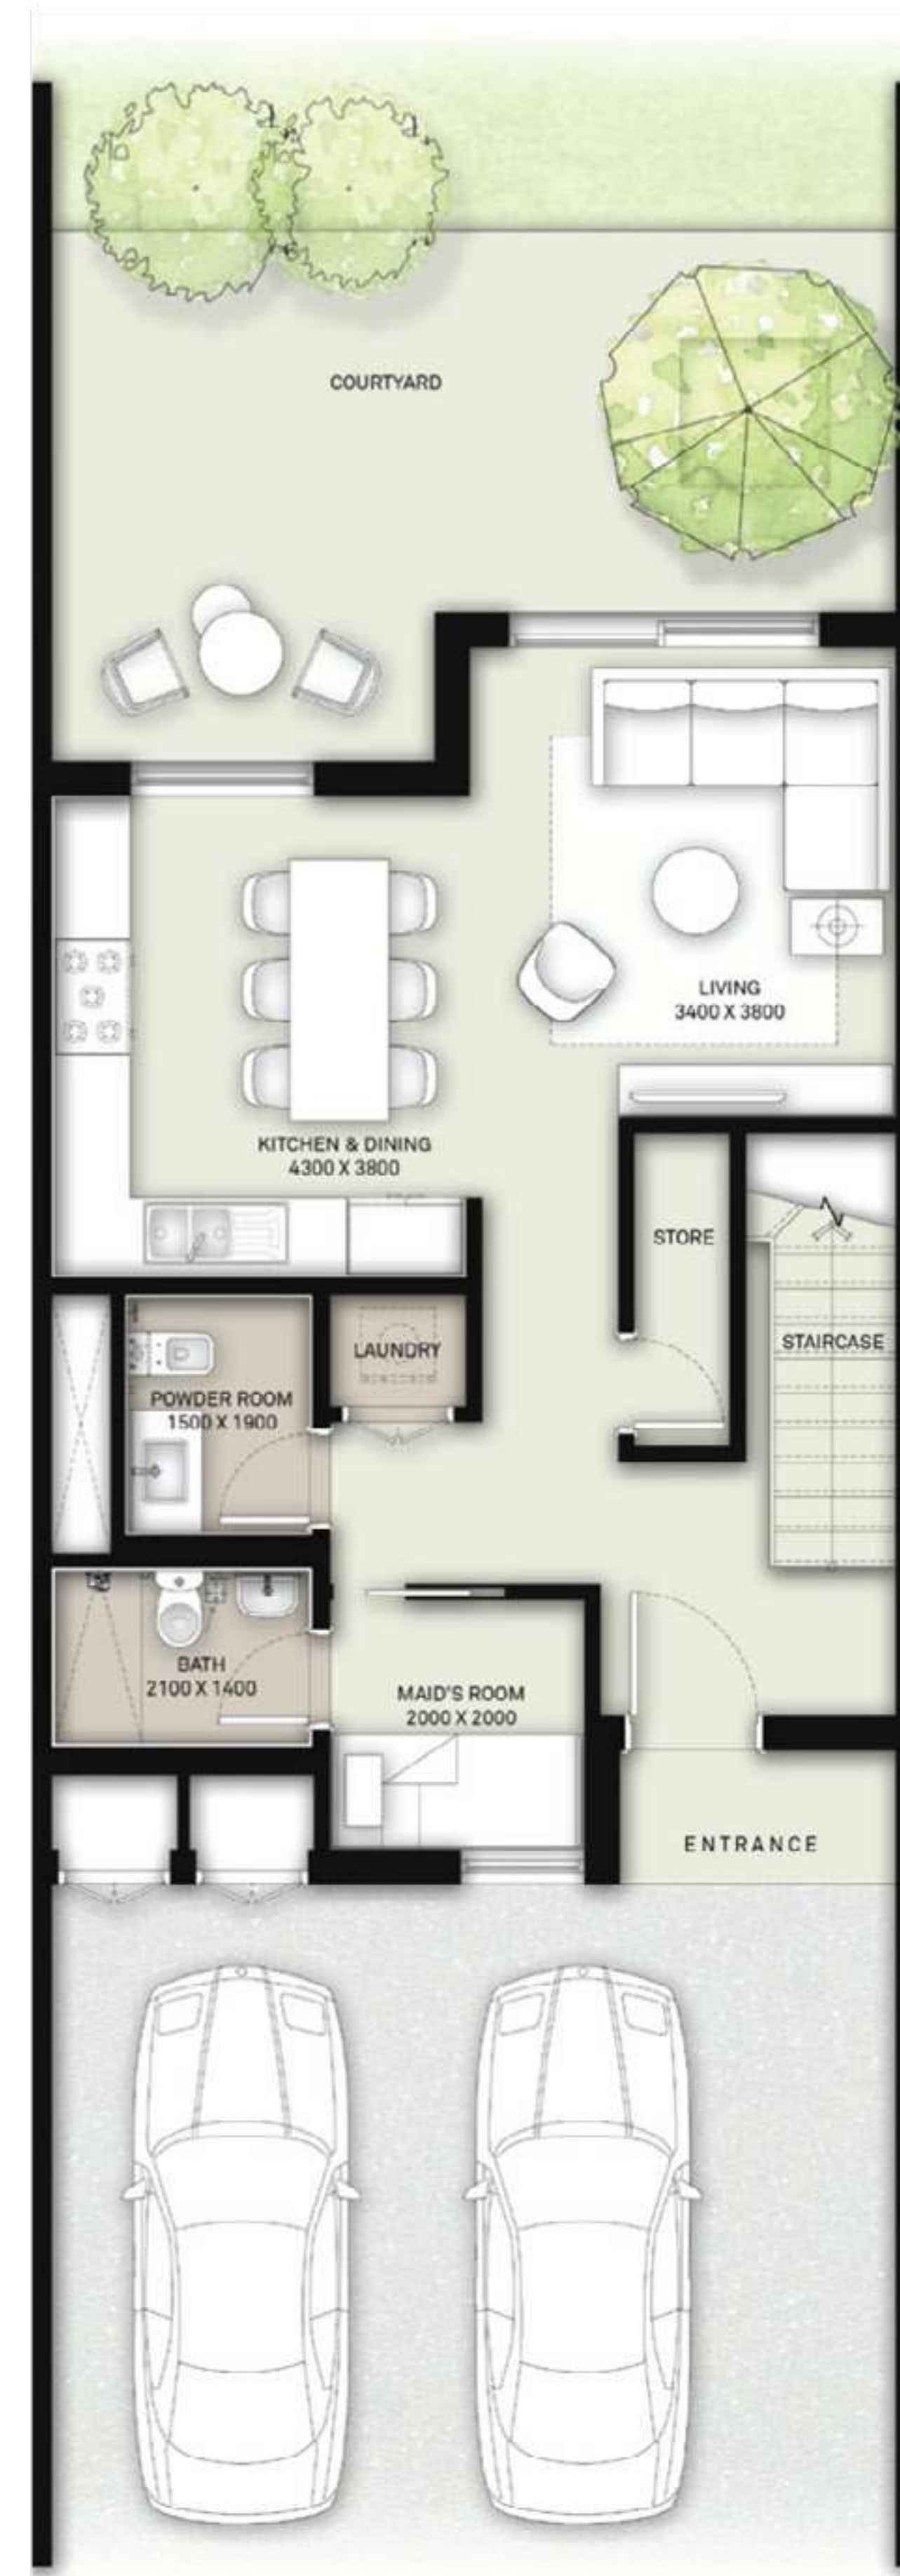 COURTYARD
LIVING
3400 X 3800
KITCHEN & DINING
4300 X 3800
STORE
STAIRCASE
LAUNDRY
POWDER ROOM
1500 X 1900
BATH
2100 X 1400
MAID'S ROOM
2000 X 2000
ENTRANCE